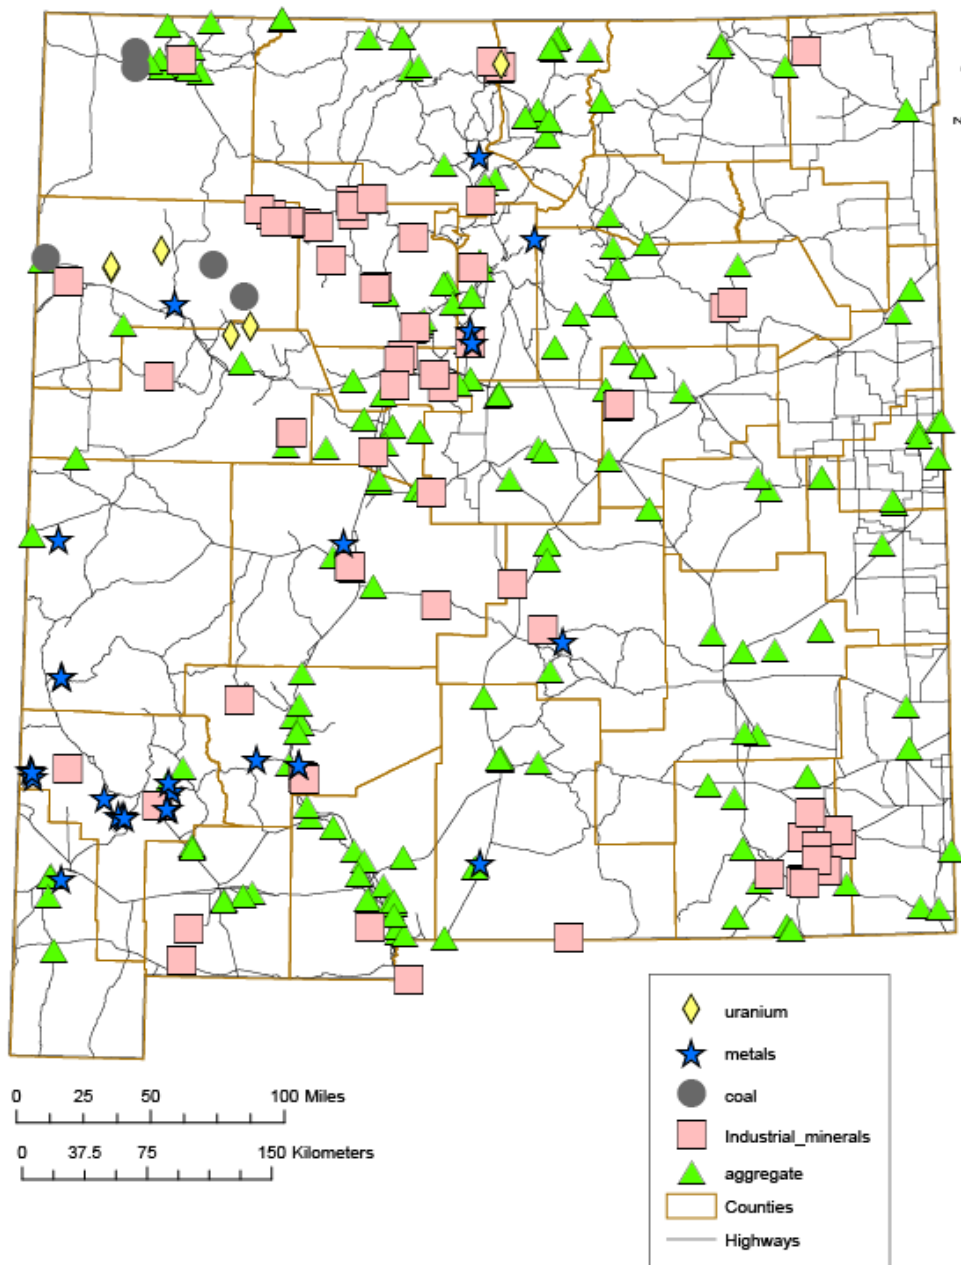 z
uranium
metals
coal
Industrial_minerals
aggregate
Counties
Highways
0 25 50 100 Miles
0 37.5 75 150 Kilometers